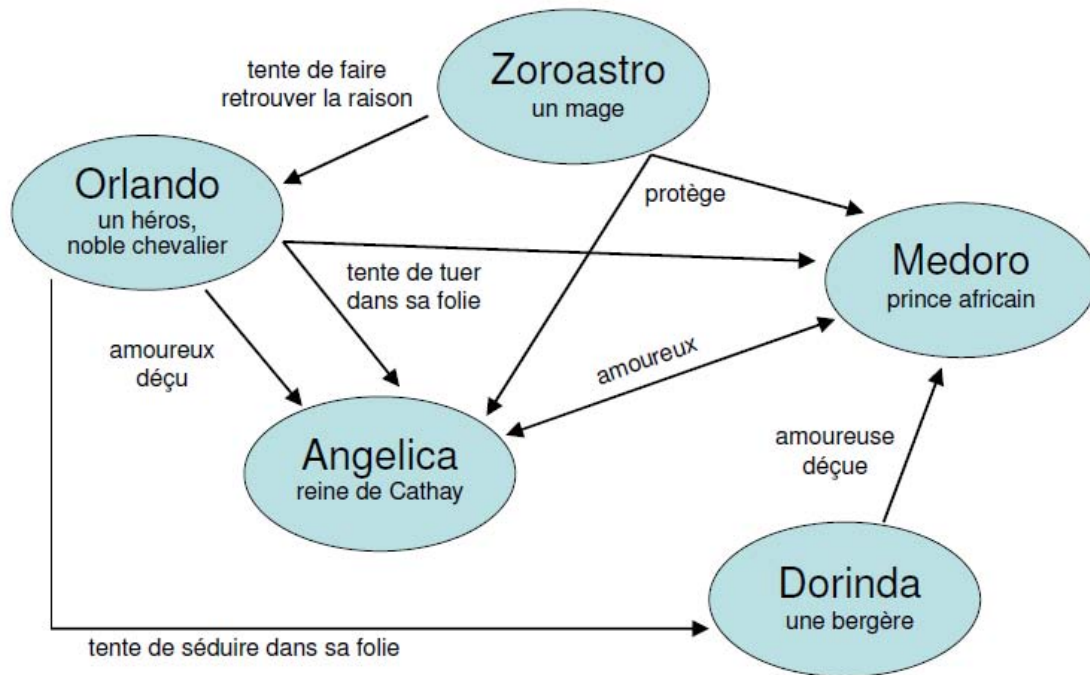 Zoroastro
un mage
tente de faire
retrouver la raison
Orlando
un héros,
noble chevalier
protège
Medoro
prince africain
tente de tuer
dans sa folie
amoureux
déçu
amoureux
Angelica
reine de Cathay
amoureuse
déçue
Dorinda
une bergère
tente de séduire dans sa folie